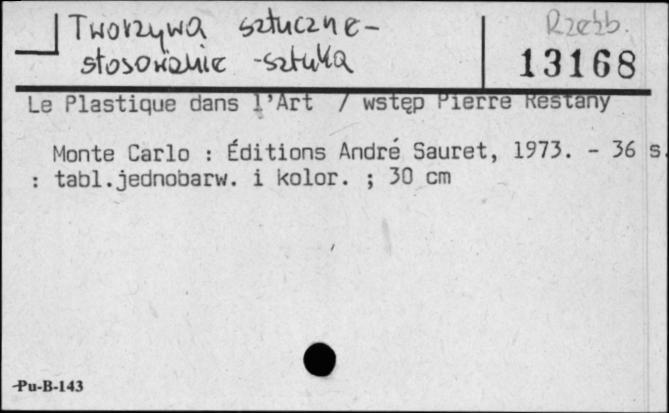 Tworzywa sztuczne-
Rzeźb.
stosowanie -sztuka
13168
Le Plastique dans l'Art / wstęp Pierre Restany
Monte Carlo : Éditions André Sauret, 1973. - 36 s.
: tabl.jednobarw. i kolor. ; 30 cm
Pu-B-143